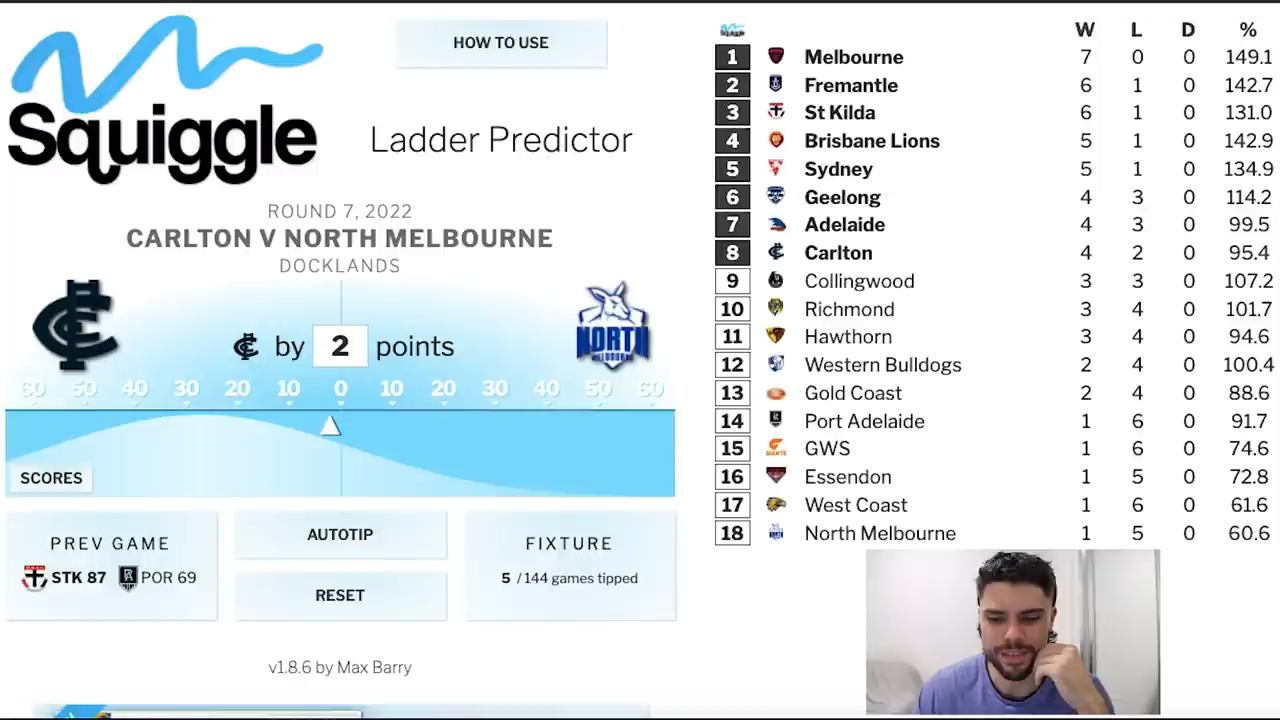 HOW TO USE
Squiggle
Ladder Predictor
ROUND 7, 2022
CARLTON V NORTH MELBOURNE
DOCKLANDS
NORTH
MELBOURNE
by 2 points
60 50 40 30 20 10 0 10 20 30 40 50 60
SCORES
PREV GAME
STK 87 POR 69
AUTOTIP
RESET
FIXTURE
5 / 144 games tipped
v1.8.6 by Max Barry
W L D %
1 Melbourne 7 0 0 149.1
2 Fremantle 6 1 0 142.7
3 St Kilda 6 1 0 131.0
4 Brisbane Lions 5 1 0 142.9
5 Sydney 5 1 0 134.9
6 Geelong 4 3 0 114.2
7 Adelaide 4 3 0 99.5
8 Carlton 4 2 0 95.4
9 Collingwood 3 3 0 107.2
10 Richmond 3 4 0 101.7
11 Hawthorn 3 4 0 94.6
12 Western Bulldogs 2 4 0 100.4
13 Gold Coast 2 4 0 88.6
14 Port Adelaide 1 6 0 91.7
15 GWS 1 6 0 74.6
16 Essendon 1 5 0 72.8
17 West Coast 1 6 0 61.6
18 North Melbourne 1 5 0 60.6